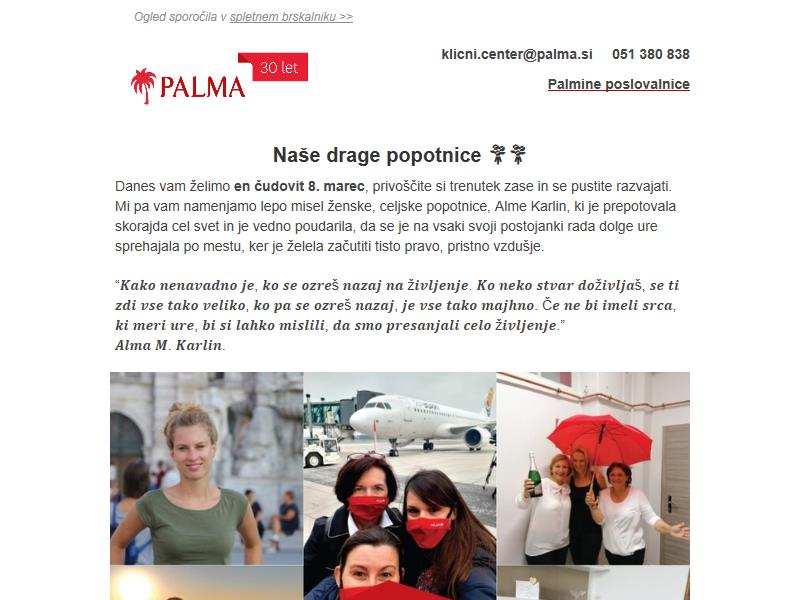 Ogled sporočila v spletnem brskalniku >>
klicni.center@palma.si 051 380 838
30 let
PALMA
Palmine poslovalnice
Naše drage popotnice
Danes vam želimo en čudovit 8. marec, privoščite si trenutek zase in se pustite razvajati.
Mi pa vam namenjamo lepo misel ženske, celjske popotnice, Alme Karlin, ki je prepotovala
skorajda cel svet in je vedno poudarila, da se je na vsaki svoji postojanki rada dolge ure
sprehajala po mestu, ker je želela začutiti tisto pravo, pristno vzdušje.
“Kako nenavadno je, ko se ozreš nazaj na življenje. Ko neko stvar doživljaš, se ti
zdi vse tako veliko, ko pa se ozreš nazaj, je vse tako majhno. Če ne bi imeli srca,
ki meri ure, bi si lahko mislili, da smo presanjali celo življenje.”
Alma M. Karlin.